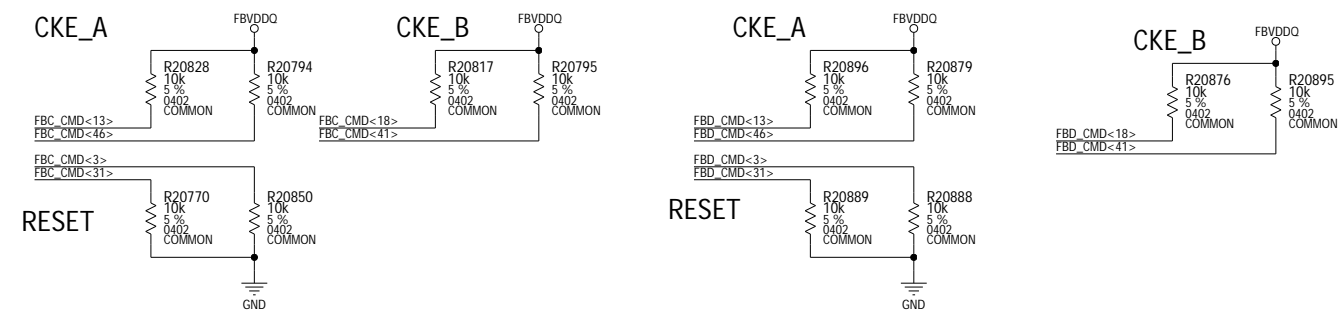 CKE_A
FBVDDQ
R20828
10k
5 %
0402
COMMON
R20794
10k
5 %
0402
COMMON
FBC_CMD<13>
FBC_CMD<46>
CKE_B
FBVDDQ
R20817
10k
5 %
0402
COMMON
R20795
10k
5 %
0402
COMMON
FBC_CMD<18>
FBC_CMD<41>
FBC_CMD<3>
FBC_CMD<31>
RESET
R20770
10k
5 %
0402
COMMON
R20850
10k
5 %
0402
COMMON
GND
CKE_A
FBVDDQ
R20896
10k
5 %
0402
COMMON
R20879
10k
5 %
0402
COMMON
FBD_CMD<13>
FBD_CMD<46>
FBD_CMD<3>
FBD_CMD<31>
RESET
R20889
10k
5 %
0402
COMMON
R20888
10k
5 %
0402
COMMON
GND
CKE_B
FBVDDQ
R20876
10k
5 %
0402
COMMON
R20895
10k
5 %
0402
COMMON
FBD_CMD<18>
FBD_CMD<41>